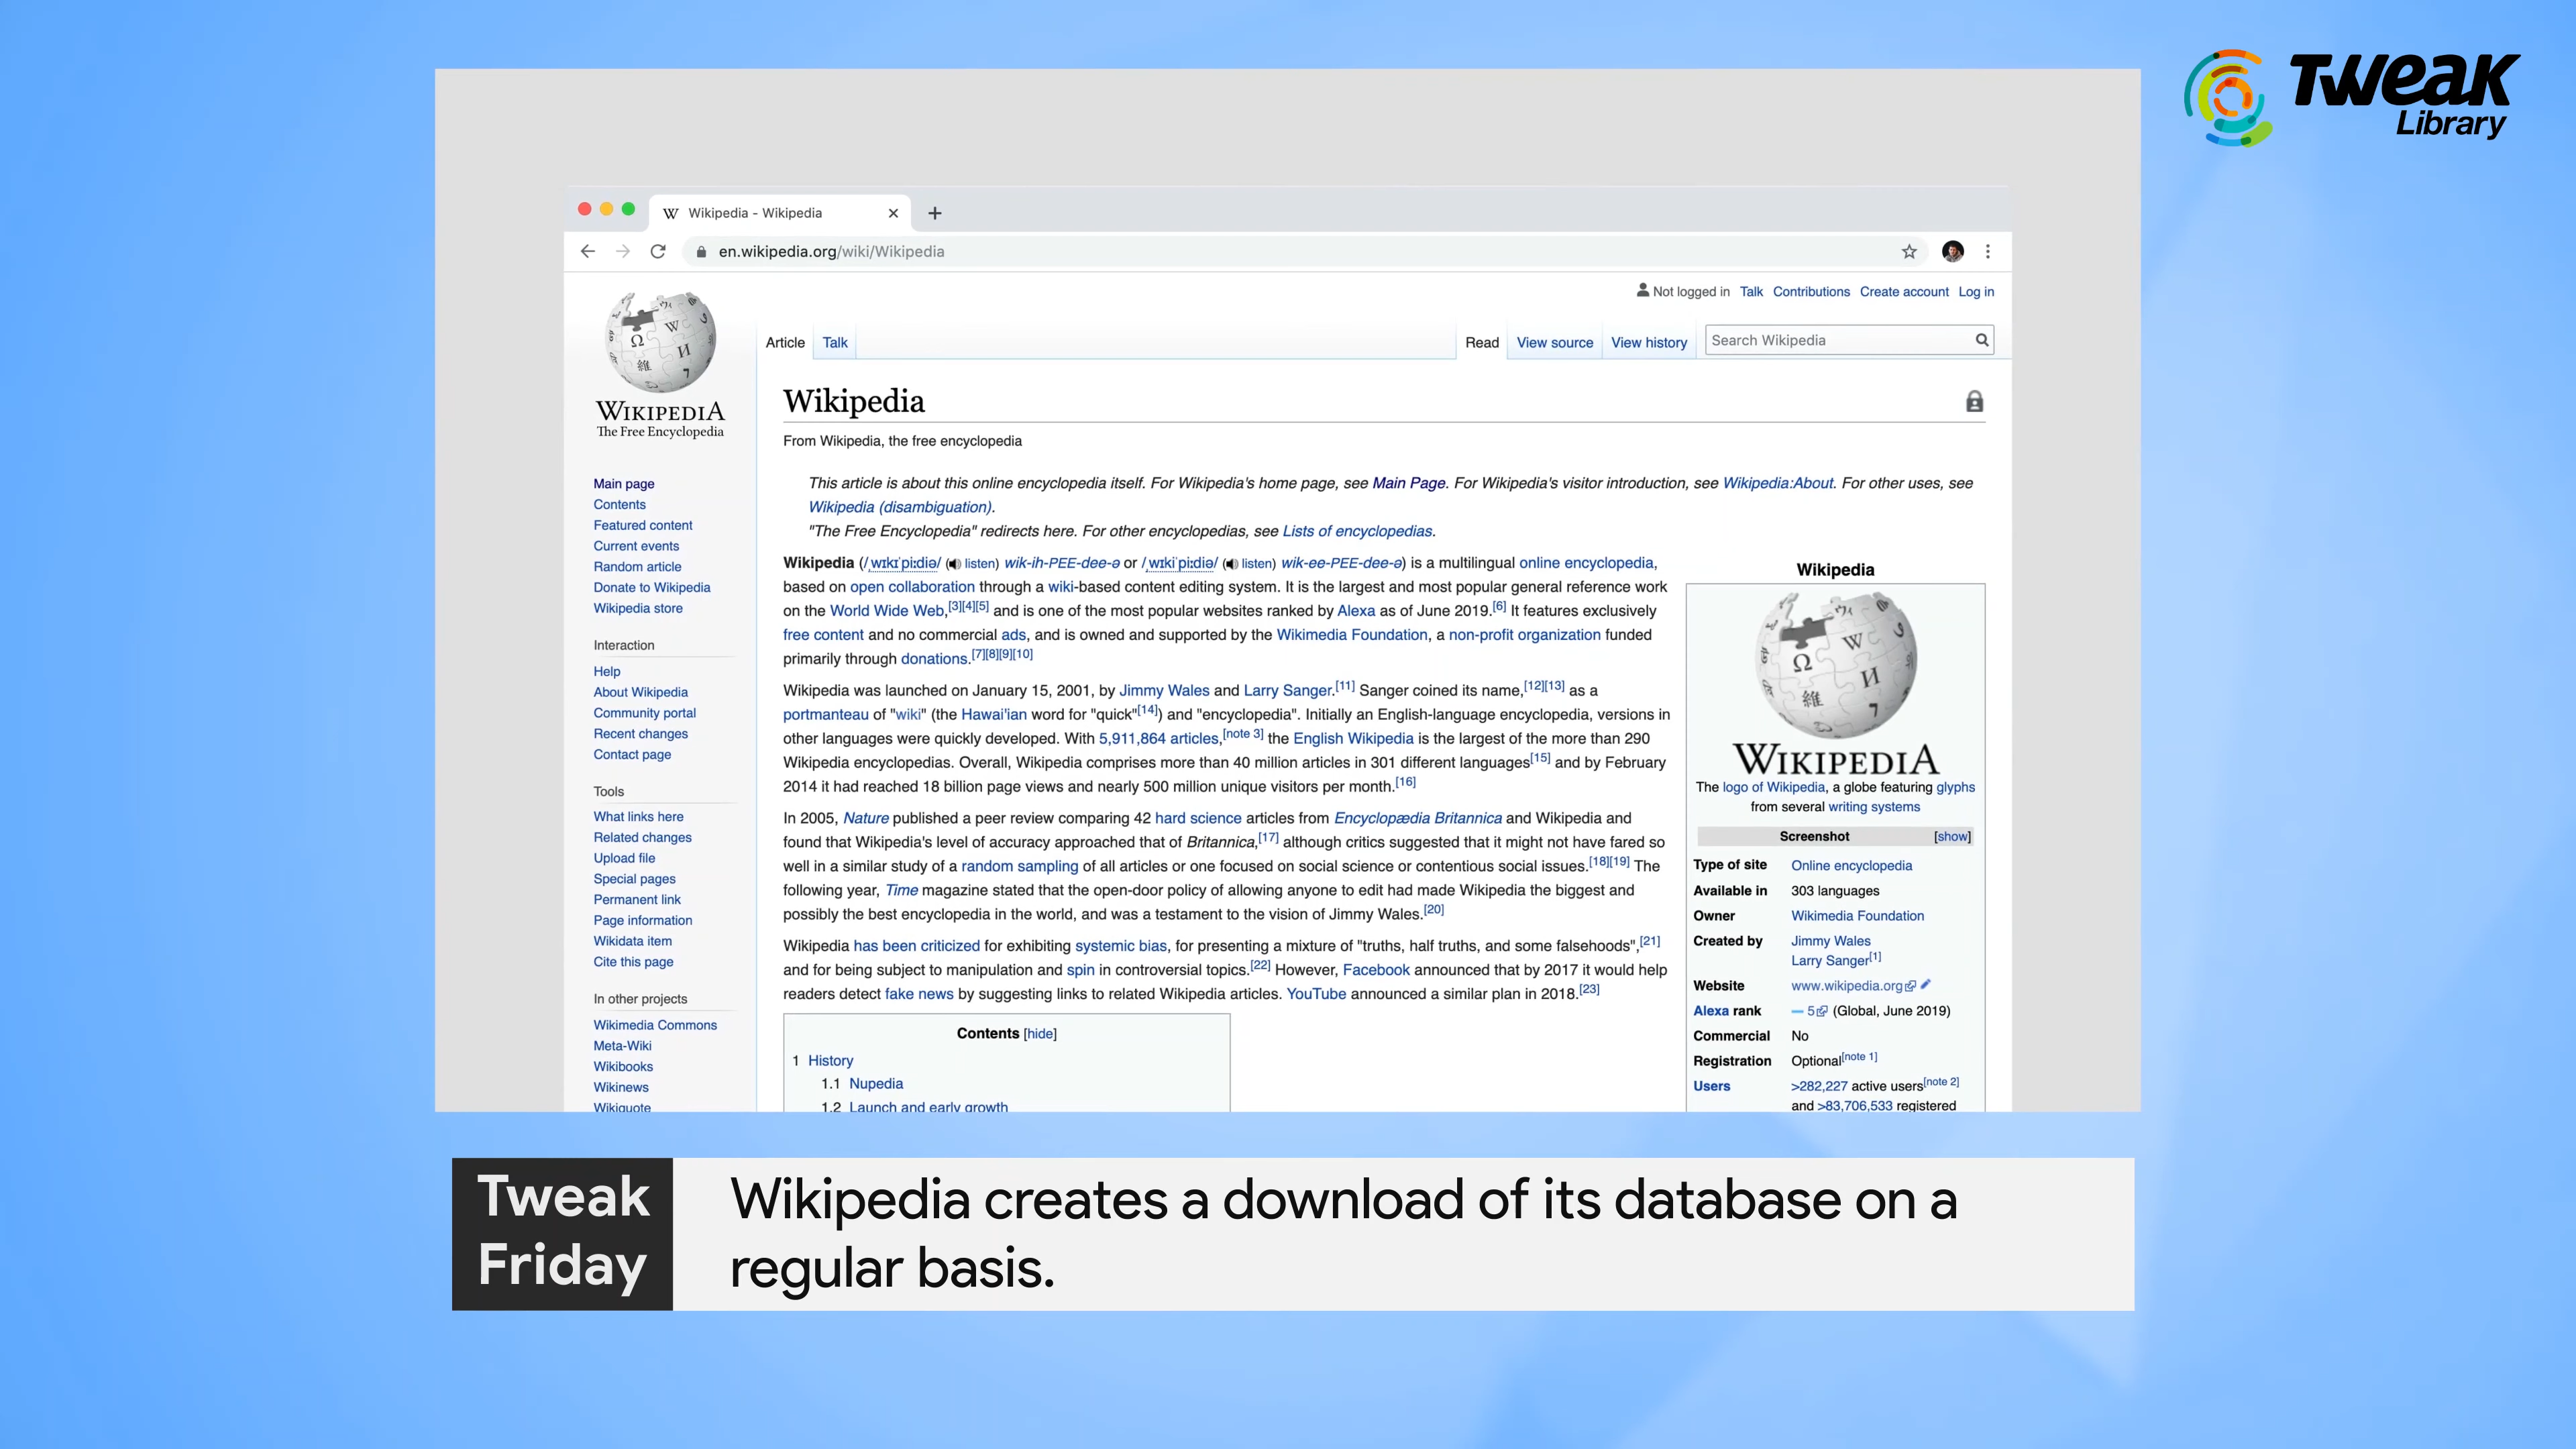 Tweak
Library
Wikipedia - Wikipedia
en.wikipedia.org/wiki/Wikipedia
Not logged in Talk Contributions Create account Log in
Article Talk Read View source View history Search Wikipedia
WIKIPEDIA
The Free Encyclopedia
Main page
Contents
Featured content
Current events
Random article
Donate to Wikipedia
Wikipedia store
Interaction
Help
About Wikipedia
Community portal
Recent changes
Contact page
Tools
What links here
Related changes
Upload file
Special pages
Permanent link
Page information
Wikidata item
Cite this page
In other projects
Wikimedia Commons
Meta-Wiki
Wikibooks
Wikinews
Wikiquote
Wikipedia
From Wikipedia, the free encyclopedia
This article is about this online encyclopedia itself. For Wikipedia's home page, see Main Page. For Wikipedia's visitor introduction, see Wikipedia:About. For other uses, see
Wikipedia (disambiguation).
"The Free Encyclopedia" redirects here. For other encyclopedias, see Lists of encyclopedias.
Wikipedia (/ˌwɪkɪˈpiːdiə/ (listen) wik-ih-PEE-dee-ə or /ˌwɪkiˈpiːdiə/ (listen) wik-ee-PEE-dee-ə) is a multilingual online encyclopedia,
based on open collaboration through a wiki-based content editing system. It is the largest and most popular general reference work
on the World Wide Web,[3][4][5] and is one of the most popular websites ranked by Alexa as of June 2019.[6] It features exclusively
free content and no commercial ads, and is owned and supported by the Wikimedia Foundation, a non-profit organization funded
primarily through donations.[7][8][9][10]
Wikipedia was launched on January 15, 2001, by Jimmy Wales and Larry Sanger.[11] Sanger coined its name,[12][13] as a
portmanteau of "wiki" (the Hawai'ian word for "quick"[14]) and "encyclopedia". Initially an English-language encyclopedia, versions in
other languages were quickly developed. With 5,911,864 articles,[note 3] the English Wikipedia is the largest of the more than 290
Wikipedia encyclopedias. Overall, Wikipedia comprises more than 40 million articles in 301 different languages[15] and by February
2014 it had reached 18 billion page views and nearly 500 million unique visitors per month.[16]
In 2005, Nature published a peer review comparing 42 hard science articles from Encyclopædia Britannica and Wikipedia and
found that Wikipedia's level of accuracy approached that of Britannica,[17] although critics suggested that it might not have fared so
well in a similar study of a random sampling of all articles or one focused on social science or contentious social issues.[18][19] The
following year, Time magazine stated that the open-door policy of allowing anyone to edit had made Wikipedia the biggest and
possibly the best encyclopedia in the world, and was a testament to the vision of Jimmy Wales.[20]
Wikipedia has been criticized for exhibiting systemic bias, for presenting a mixture of "truths, half truths, and some falsehoods",[21]
and for being subject to manipulation and spin in controversial topics.[22] However, Facebook announced that by 2017 it would help
readers detect fake news by suggesting links to related Wikipedia articles. YouTube announced a similar plan in 2018.[23]
Contents [hide]
1 History
1.1 Nupedia
1.2 Launch and early growth
Wikipedia
WIKIPEDIA
The logo of Wikipedia, a globe featuring glyphs
from several writing systems
Screenshot [show]
Type of site Online encyclopedia
Available in 303 languages
Owner Wikimedia Foundation
Created by Jimmy Wales
Larry Sanger[1]
Website www.wikipedia.org
Alexa rank 5 (Global, June 2019)
Commercial No
Registration Optional[note 1]
Users >282,227 active users[note 2]
and >83,706,533 registered
Tweak
Friday
Wikipedia creates a download of its database on a
regular basis.